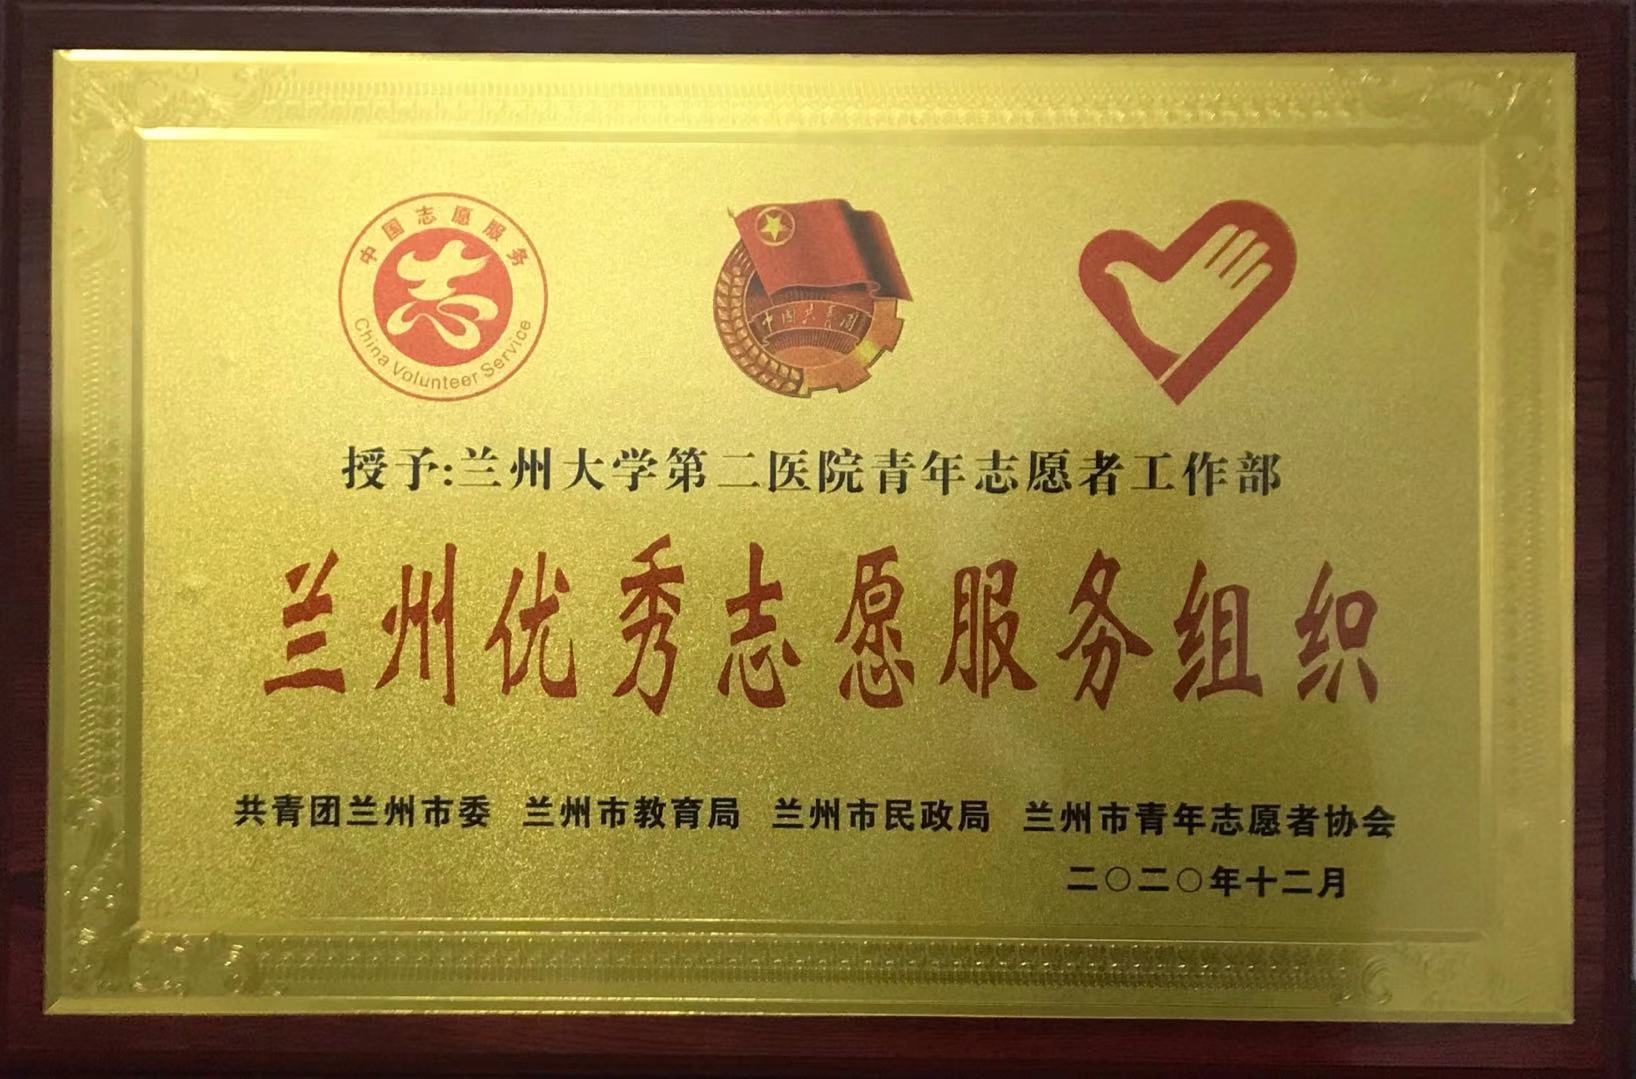 中国志愿服务
志
China Volunteer Service
中国共青团
授予:兰州大学第二医院青年志愿者工作部
兰州优秀志愿服务组织
共青团兰州市委 兰州市教育局 兰州市民政局 兰州市青年志愿者协会
二〇二〇年十二月